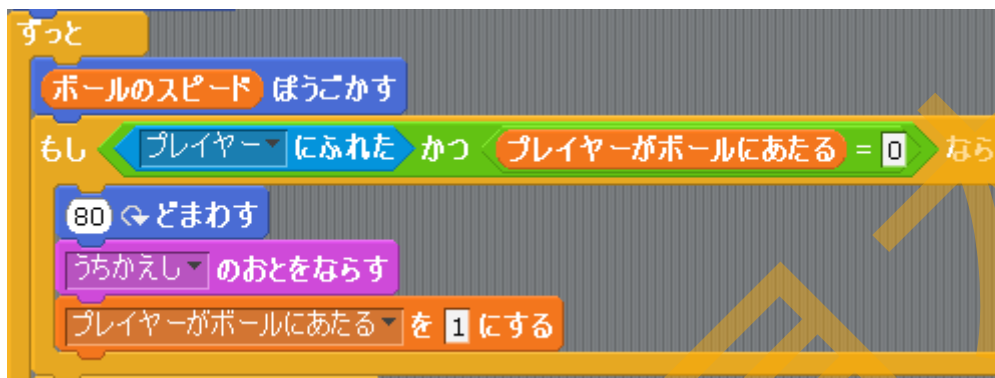 ずっと
ボールのスピード ほうごかす
もし プレイヤー にふれた かつ プレイヤーがボールにあたる = 0 なら
80 どまわす
うちかえし のおとをならす
プレイヤーがボールにあたる を 1 にする